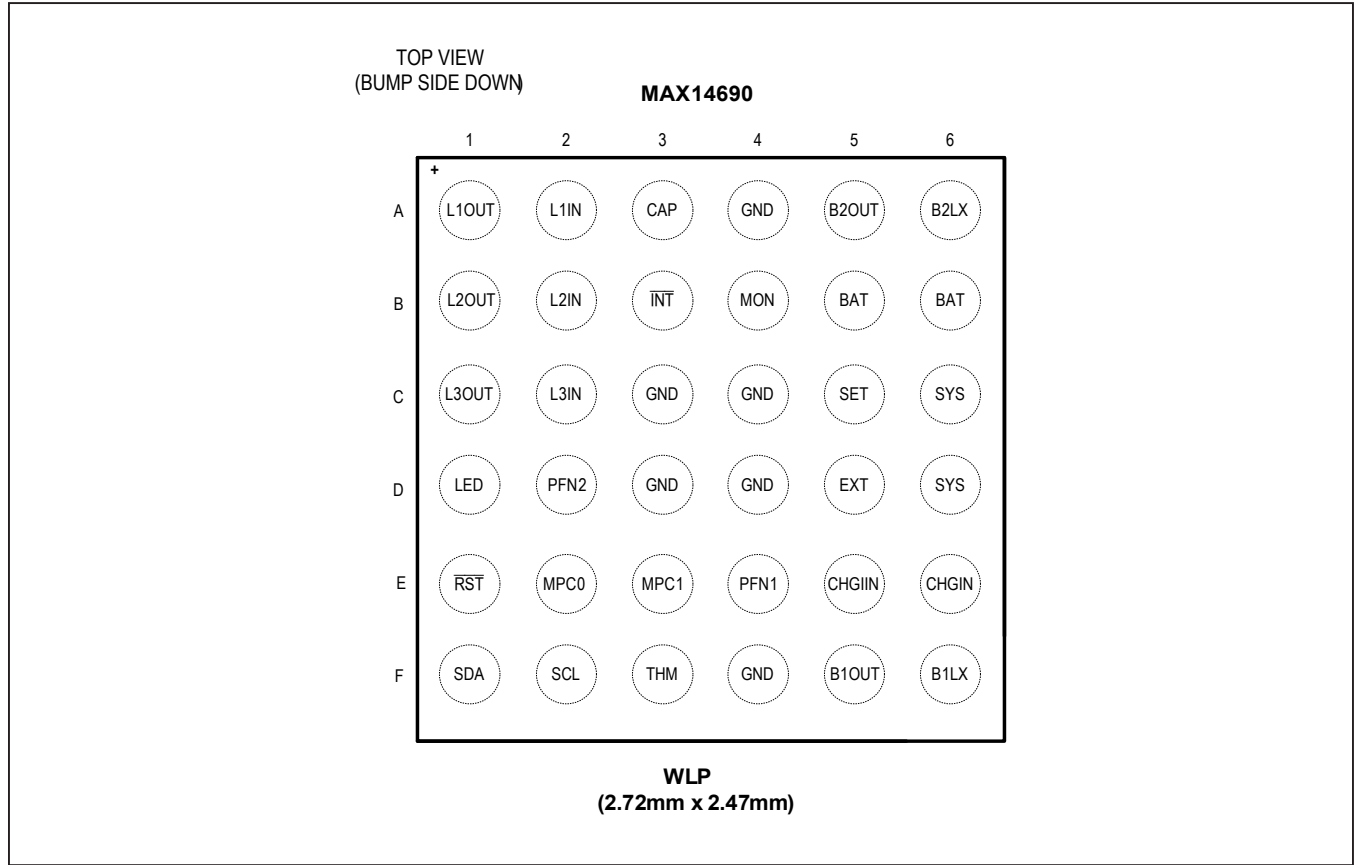 TOP VIEW
(BUMP SIDE DOWN)
MAX14690
1 2 3 4 5 6
+
A L1OUT L1IN CAP GND B2OUT B2LX
B L2OUT L2IN I̅N̅T̅ MON BAT BAT
C L3OUT L3IN GND GND SET SYS
D LED PFN2 GND GND EXT SYS
E R̅S̅T̅ MPC0 MPC1 PFN1 CHGIIN CHGIN
F SDA SCL THM GND B1OUT B1LX
WLP
(2.72mm x 2.47mm)